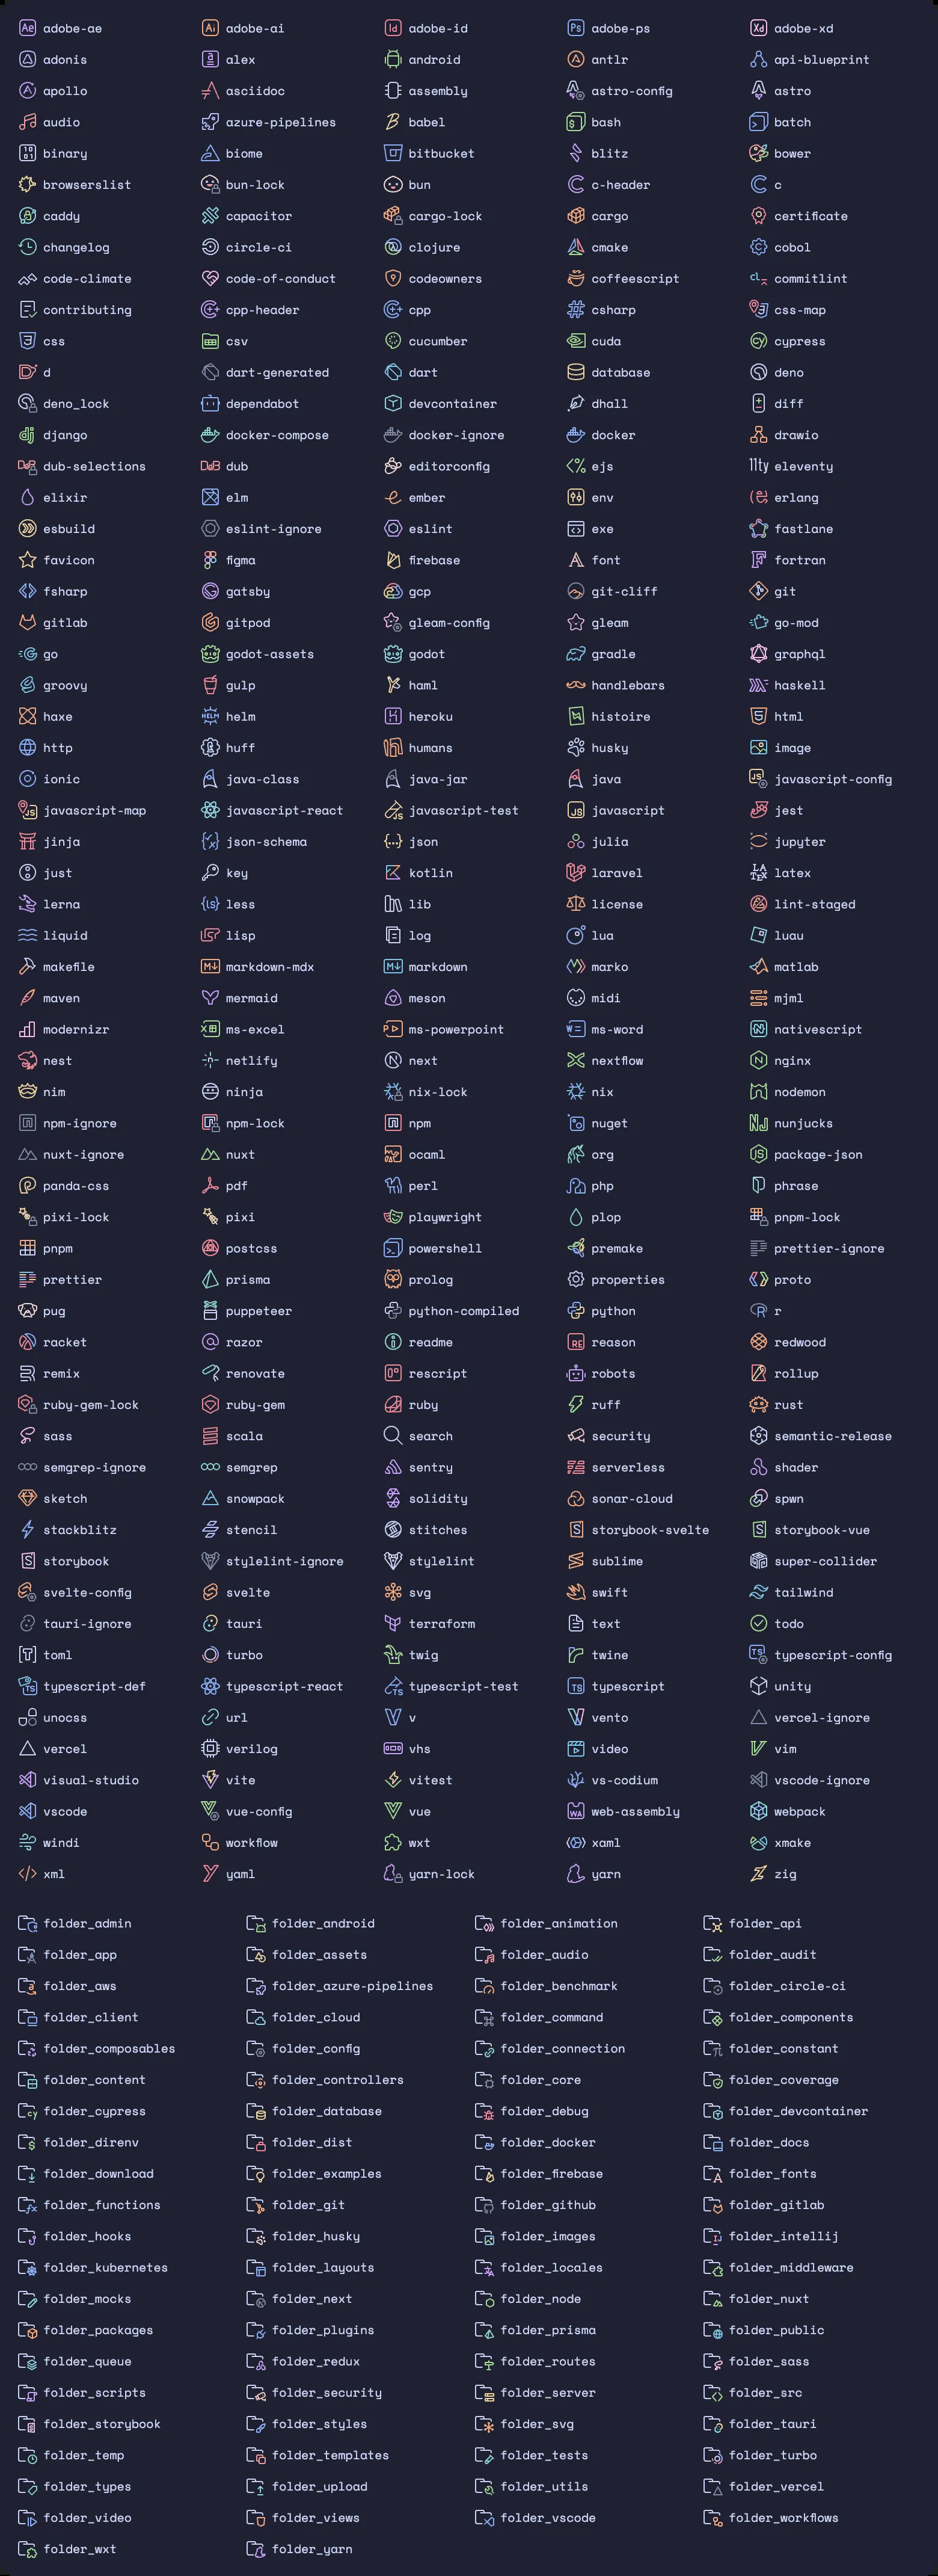 adobe-ae adobe-ai adobe-id adobe-ps adobe-xd
adonis alex android antlr api-blueprint
apollo asciidoc assembly astro-config astro
audio azure-pipelines babel bash batch
binary biome bitbucket blitz bower
browserslist bun-lock bun c-header c
caddy capacitor cargo-lock cargo certificate
changelog circle-ci clojure cmake cobol
code-climate code-of-conduct codeowners coffeescript commitlint
contributing cpp-header cpp csharp css-map
css csv cucumber cuda cypress
d dart-generated dart database deno
deno_lock dependabot devcontainer dhall diff
django docker-compose docker-ignore docker drawio
dub-selections dub editorconfig ejs eleventy
elixir elm ember env erlang
esbuild eslint-ignore eslint exe fastlane
favicon figma firebase font fortran
fsharp gatsby gcp git-cliff git
gitlab gitpod gleam-config gleam go-mod
go godot-assets godot gradle graphql
groovy gulp haml handlebars haskell
haxe helm heroku histoire html
http huff humans husky image
ionic java-class java-jar java javascript-config
javascript-map javascript-react javascript-test javascript jest
jinja json-schema json julia jupyter
just key kotlin laravel latex
lerna less lib license lint-staged
liquid lisp log lua luau
makefile markdown-mdx markdown marko matlab
maven mermaid meson midi mjml
modernizr ms-excel ms-powerpoint ms-word nativescript
nest netlify next nextflow nginx
nim ninja nix-lock nix nodemon
npm-ignore npm-lock npm nuget nunjucks
nuxt-ignore nuxt ocaml org package-json
panda-css pdf perl php phrase
pixi-lock pixi playwright plop pnpm-lock
pnpm postcss powershell premake prettier-ignore
prettier prisma prolog properties proto
pug puppeteer python-compiled python r
racket razor readme reason redwood
remix renovate rescript robots rollup
ruby-gem-lock ruby-gem ruby ruff rust
sass scala search security semantic-release
semgrep-ignore semgrep sentry serverless shader
sketch snowpack solidity sonar-cloud spwn
stackblitz stencil stitches storybook-svelte storybook-vue
storybook stylelint-ignore stylelint sublime super-collider
svelte-config svelte svg swift tailwind
tauri-ignore tauri terraform text todo
toml turbo twig twine typescript-config
typescript-def typescript-react typescript-test typescript unity
unocss url v vento vercel-ignore
vercel verilog vhs video vim
visual-studio vite vitest vs-codium vscode-ignore
vscode vue-config vue web-assembly webpack
windi workflow wxt xaml xmake
xml yaml yarn-lock yarn zig
folder_admin folder_android folder_animation folder_api
folder_app folder_assets folder_audio folder_audit
folder_aws folder_azure-pipelines folder_benchmark folder_circle-ci
folder_client folder_cloud folder_command folder_components
folder_composables folder_config folder_connection folder_constant
folder_content folder_controllers folder_core folder_coverage
folder_cypress folder_database folder_debug folder_devcontainer
folder_direnv folder_dist folder_docker folder_docs
folder_download folder_examples folder_firebase folder_fonts
folder_functions folder_git folder_github folder_gitlab
folder_hooks folder_husky folder_images folder_intellij
folder_kubernetes folder_layouts folder_locales folder_middleware
folder_mocks folder_next folder_node folder_nuxt
folder_packages folder_plugins folder_prisma folder_public
folder_queue folder_redux folder_routes folder_sass
folder_scripts folder_security folder_server folder_src
folder_storybook folder_styles folder_svg folder_tauri
folder_temp folder_templates folder_tests folder_turbo
folder_types folder_upload folder_utils folder_vercel
folder_video folder_views folder_vscode folder_workflows
folder_wxt folder_yarn